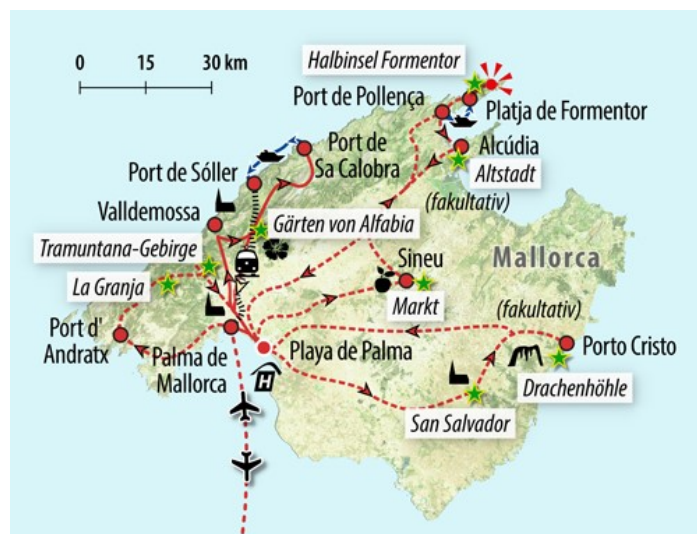 0 15 30 km
Halbinsel Formentor
Port de Pollença
Platja de Formentor
Port de
Sa Calobra
Alcúdia
Altstadt
Port de Sóller
(fakultativ)
Valldemossa
Gärten von Alfabia
Tramuntana-Gebirge
Sineu
Mallorca
La Granja
Markt
(fakultativ)
Port d'
Andratx
Palma de
Mallorca
Playa de Palma
Porto Cristo
H
Drachenhöhle
San Salvador